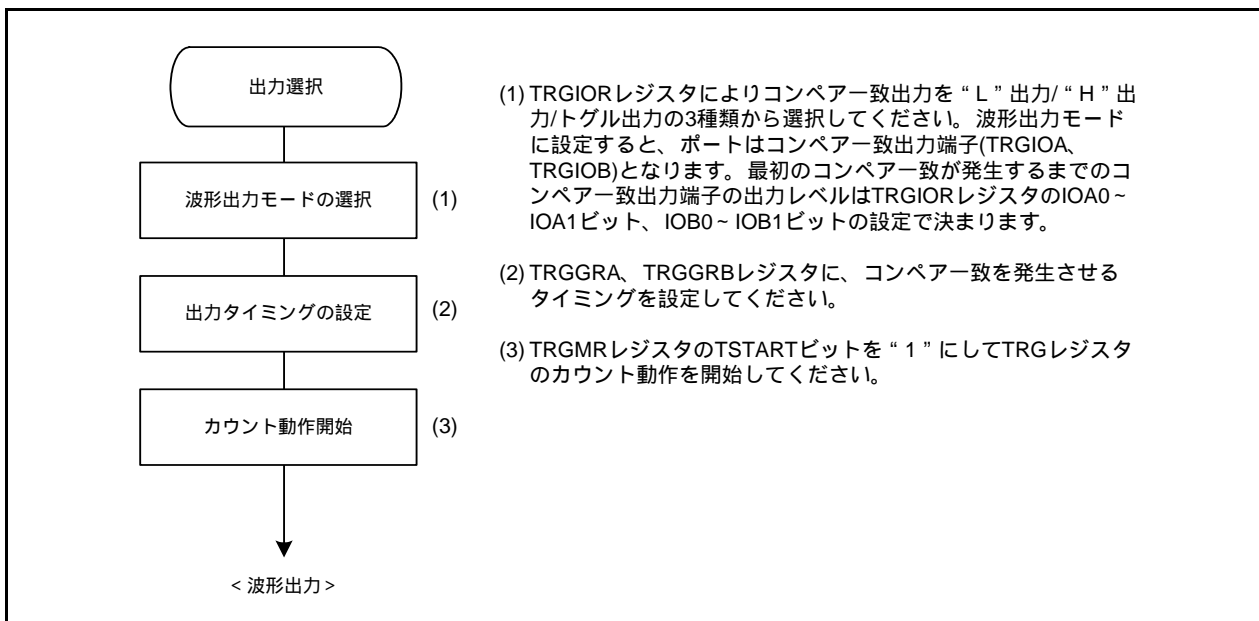 出力選択
波形出力モードの選択
(1)
出力タイミングの設定
(2)
カウント動作開始
(3)
< 波形出力 >
(1) TRGIORレジスタによりコンペア一致出力を “ L ” 出力/ “ H ” 出
力/トグル出力の3種類から選択してください。波形出力モード
に設定すると、ポートはコンペア一致出力端子(TRGIOA、
TRGIOB)となります。最初のコンペア一致が発生するまでのコ
ンペア一致出力端子の出力レベルはTRGIORレジスタのIOA0 ~
IOA1ビット、IOB0 ~ IOB1ビットの設定で決まります。
(2) TRGGRA、TRGGRBレジスタに、コンペア一致を発生させる
タイミングを設定してください。
(3) TRGMRレジスタのTSTARTビットを “ 1 ” にしてTRGレジスタ
のカウント動作を開始してください。